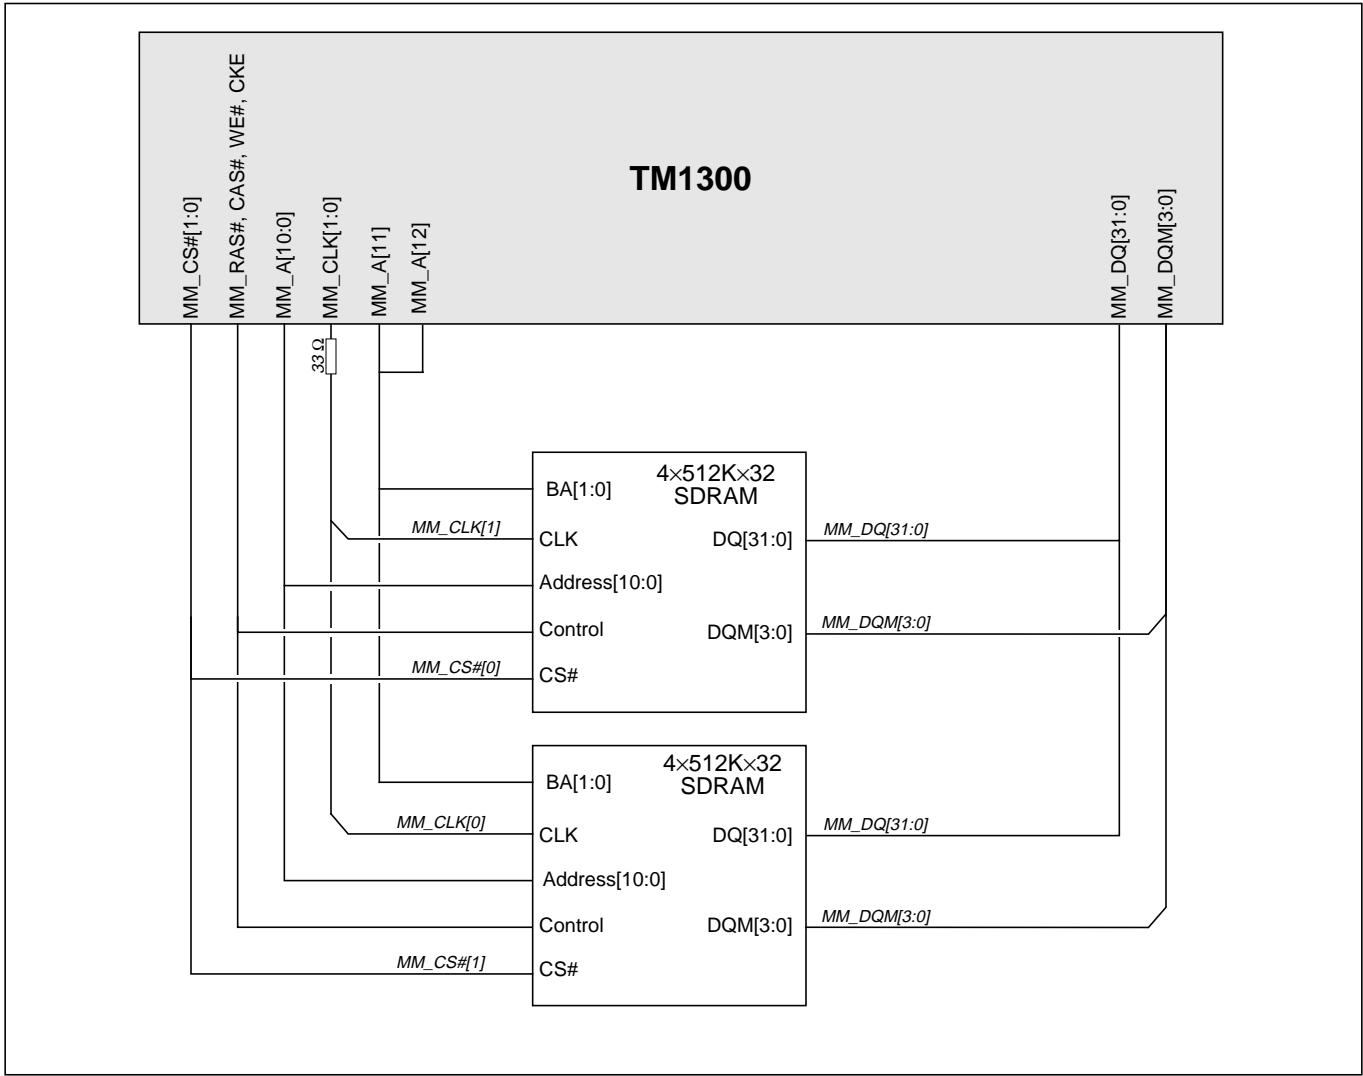 TM1300
MM_CS#[1:0]
MM_RAS#, CAS#, WE#, CKE
MM_A[10:0]
MM_CLK[1:0]
MM_A[11]
MM_A[12]
MM_DQ[31:0]
MM_DQM[3:0]
33 Ω
4×512K×32
SDRAM
BA[1:0]
MM_CLK[1]
CLK
DQ[31:0]
MM_DQ[31:0]
Address[10:0]
Control
DQM[3:0]
MM_DQM[3:0]
MM_CS#[0]
CS#
4×512K×32
SDRAM
BA[1:0]
MM_CLK[0]
CLK
DQ[31:0]
MM_DQ[31:0]
Address[10:0]
Control
DQM[3:0]
MM_DQM[3:0]
MM_CS#[1]
CS#